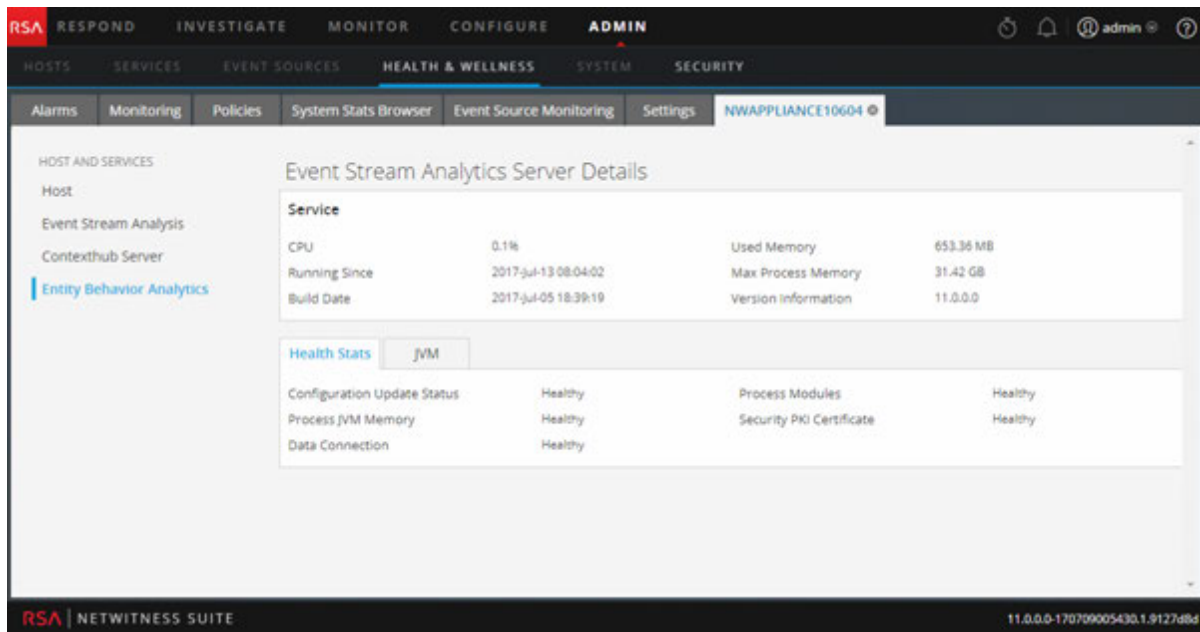 RSA RESPOND INVESTIGATE MONITOR CONFIGURE ADMIN admin
HOSTS SERVICES EVENT SOURCES HEALTH & WELLNESS SYSTEM SECURITY
Alarms Monitoring Policies System Stats Browser Event Source Monitoring Settings NWAPPLIANCE10604
HOST AND SERVICES
Host
Event Stream Analysis
Contexthub Server
Entity Behavior Analytics
Event Stream Analytics Server Details
Service
CPU 0.1% Used Memory 653.36 MB
Running Since 2017-Jul-13 08:04:02 Max Process Memory 31.42 GB
Build Date 2017-Jul-05 18:39:19 Version Information 11.0.0.0
Health Stats JVM
Configuration Update Status Healthy Process Modules Healthy
Process JVM Memory Healthy Security PKI Certificate Healthy
Data Connection Healthy
RSA NETWITNESS SUITE 11.0.0.0-170709005430.1.9127d8d